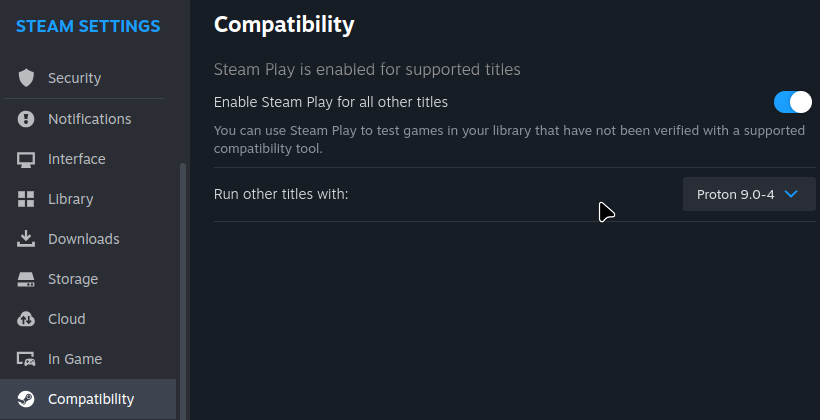 STEAM SETTINGS
Security
Notifications
Interface
Library
Downloads
Storage
Cloud
In Game
Compatibility
Compatibility
Steam Play is enabled for supported titles
Enable Steam Play for all other titles
You can use Steam Play to test games in your library that have not been verified with a supported
compatibility tool.
Run other titles with:
Proton 9.0-4